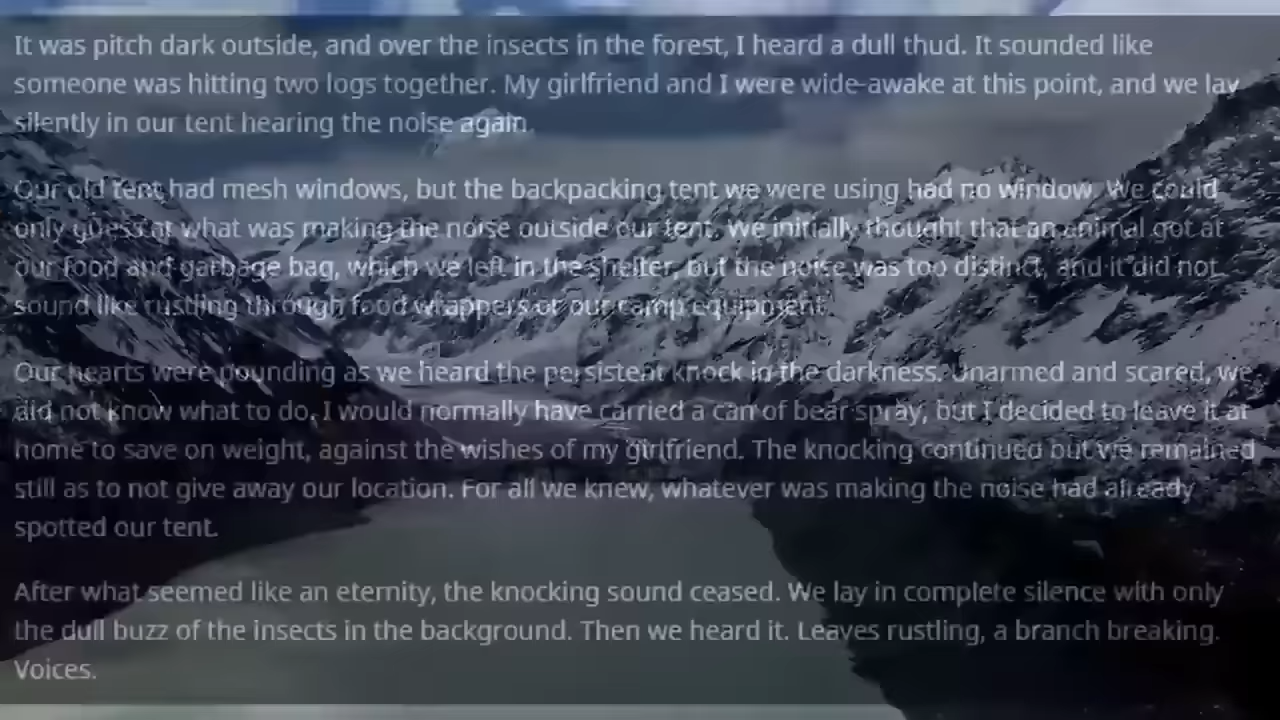 It was pitch dark outside, and over the insects in the forest, I heard a dull thud. It sounded like
someone was hitting two logs together. My girlfriend and I were wide-awake at this point, and we lay
silently in our tent hearing the noise again.
Our old tent had mesh windows, but the backpacking tent we were using had no window. We could
only guess at what was making the noise outside our tent. We initially thought that an animal got at
our food and garbage bag, which we left in the shelter, but the noise was too distinct, and it did not
sound like rustling through food wrappers or our camp equipment.
Our hearts were pounding as we heard the persistent knock in the darkness. Unarmed and scared, we
did not know what to do. I would normally have carried a can of bear spray, but I decided to leave it at
home to save on weight, against the wishes of my girlfriend. The knocking continued but we remained
still as to not give away our location. For all we knew, whatever was making the noise had already
spotted our tent.
After what seemed like an eternity, the knocking sound ceased. We lay in complete silence with only
the dull buzz of the insects in the background. Then we heard it. Leaves rustling, a branch breaking.
Voices.